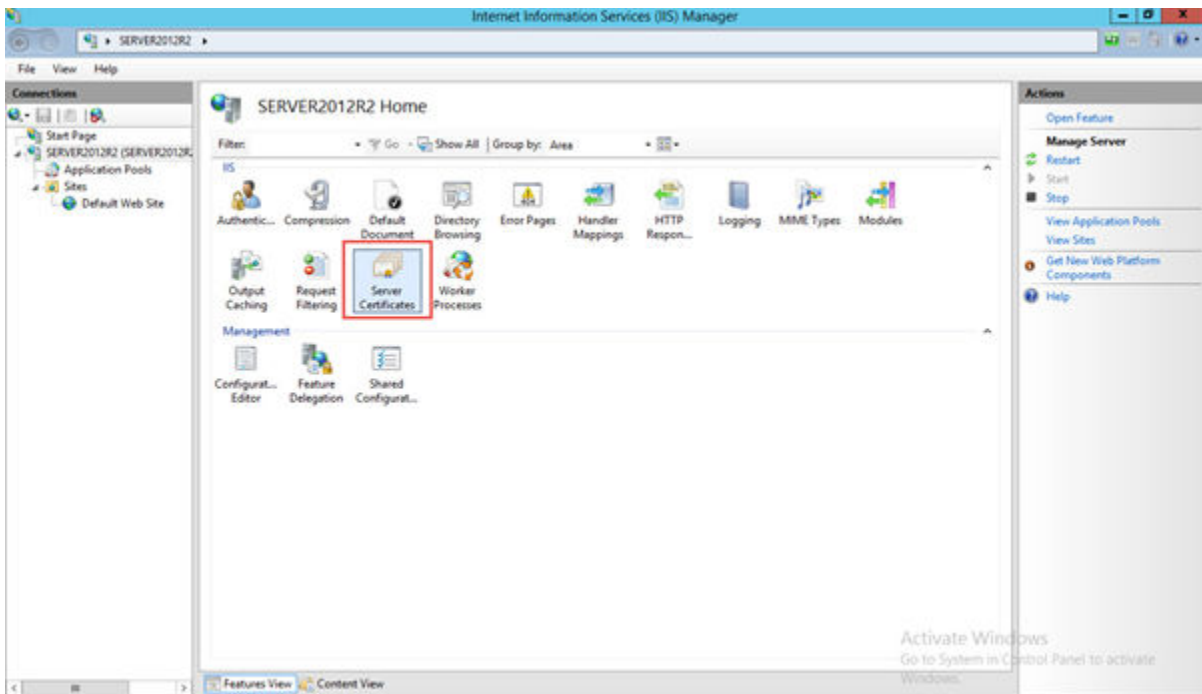 Internet Information Services (IIS) Manager
SERVER2012R2
File View Help
Connections
Start Page
SERVER2012R2 (SERVER2012R
Application Pools
Sites
Default Web Site
SERVER2012R2 Home
Filter: Go Show All Group by: Area
IIS
Authentic... Compression Default Document Directory Browsing Error Pages Handler Mappings HTTP Respon... Logging MIME Types Modules
Output Caching Request Filtering Server Certificates Worker Processes
Management
Configurat... Editor Feature Delegation Shared Configurat...
Features View Content View
Actions
Open Feature
Manage Server
Restart
Start
Stop
View Application Pools
View Sites
Get New Web Platform
Components
Help
Activate Windows
Go to System in Control Panel to activate
Windows.